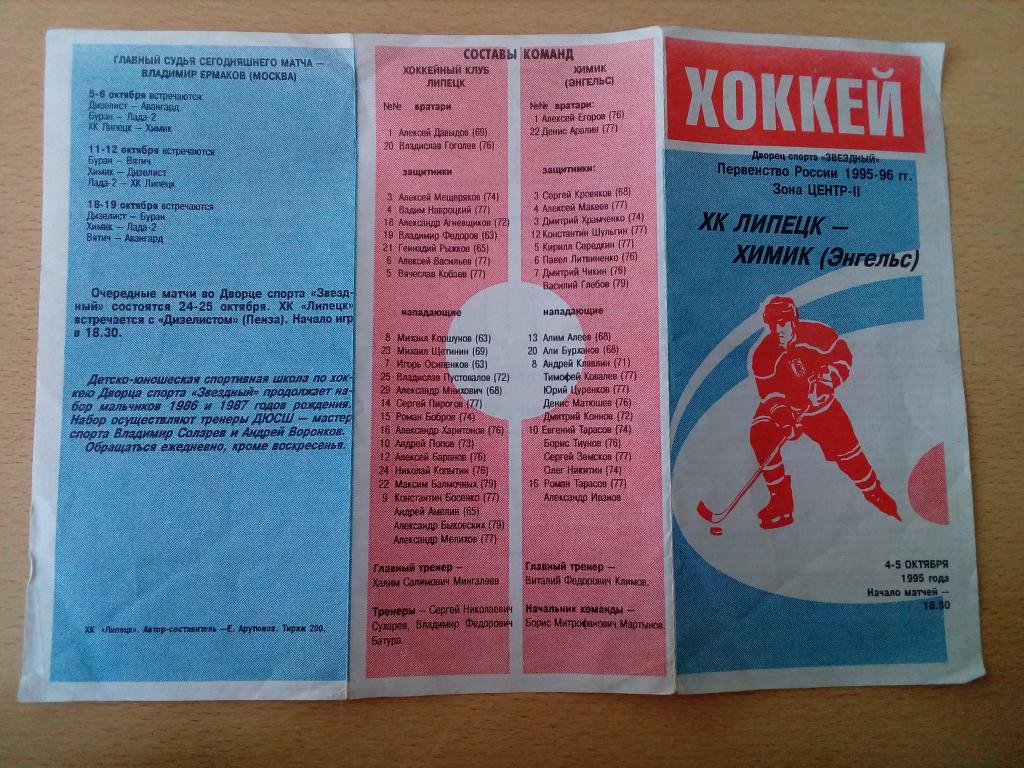 ГЛАВНЫЙ СУДЬЯ СЕГОДНЯШНЕГО МАТЧА –
ВЛАДИМИР ЕРМАКОВ (МОСКВА)
5-6 октября встречаются:
Дизелист – Авангард
Буран – Лада-2
ХК Липецк – Химик
11-12 октября встречаются
Буран – Вятич
Химик – Дизелист
Лада-2 – ХК Липецк
18-19 октября встречаются
Дизелист – Буран
Химик – Лада-2
Вятич – Авангард
Очередные матчи во Дворце спорта «Звезд-
ный» состоятся 24-25 октября. ХК «Липецк»
встречается с «Дизелистом» (Пенза). Начало игр
в 18.30.
Детско-юношеская спортивная школа по хок-
кею Дворца спорта «Звездный» продолжает на-
бор мальчиков 1986 и 1987 годов рождения.
Набор осуществляют тренеры ДЮСШ – мастер
спорта Владимир Соларев и Андрей Воронков.
Обращаться ежедневно, кроме воскресенья.
ХК «Липецк». Автор-составитель –Е. Арутюнов. Тираж 200.
СОСТАВЫ КОМАНД
ХОККЕЙНЫЙ КЛУБ
ЛИПЕЦК
№№ вратари
1 Алексей Давыдов (69)
20 Владислав Гоголев (76)
защитники
3 Алексей Мещеряков (74)
4 Вадим Навроцкий (77)
18 Александр Агневщиков (72)
19 Владимир Федоров (63)
21 Геннадий Рыжков (65)
6 Алексей Васильев (77)
5 Вячеслав Кобзев (77)
нападающие
8 Михаил Коршунов (63)
23 Михаил Щетинин (69)
7 Игорь Осипенков (63)
25 Владислав Пустовалов (72)
29 Александр Мнихович (68)
14 Сергей Пирогов (77)
15 Роман Бобров (74)
16 Александр Харитонов (76)
10 Андрей Попов (73)
12 Алексей Баранов (76)
24 Николай Копытин (76)
22 Максим Балмочных (79)
9 Константин Босенко (77)
Андрей Амелин (65)
Александр Быковских (79)
Александр Мелихов (77)
Главный тренер –
Халим Салимович Мингалеев
Тренеры – Сергей Николаевич
Сухарев, Владимир Федорович
Батура.
ХИМИК
(ЭНГЕЛЬС)
№№ вратари:
1 Алексей Егоров (76)
22 Денис Аралин (77)
защитники:
3 Сергей Кровяков (68)
4 Алексей Макеев (77)
3 Дмитрий Храмченко (74)
12 Константин Шульгин (77)
5 Кирилл Середкин (77)
6 Павел Литвиненко (76)
7 Дмитрий Чикин (76)
Василий Глебов (79)
нападающие
13 Алим Алеев (68)
20 Али Бурханов (68)
8 Андрей Клявлин (71)
Тимофей Ковалев (77)
Юрий Цуренков (77)
Денис Матюшев (76)
Дмитрий Коннов (72)
10 Евгений Тарасов (74)
Борис Тиунов (76)
Сергей Земсков (77)
Олег Никитин (74)
16 Роман Тарасов (77)
Александр Иванов
Главный тренер –
Виталий Федорович Климов.
Начальник команды –
Борис Митрофакович Мартынов.
ХОККЕЙ
Дворец спорта «ЗВЕЗДНЫЙ»
Первенство России 1995-96 гг.
Зона ЦЕНТР-II
ХК ЛИПЕЦК –
ХИМИК (Энгельс)
4-5 ОКТЯБРЯ
1995 года
Начало матчей –
18.30